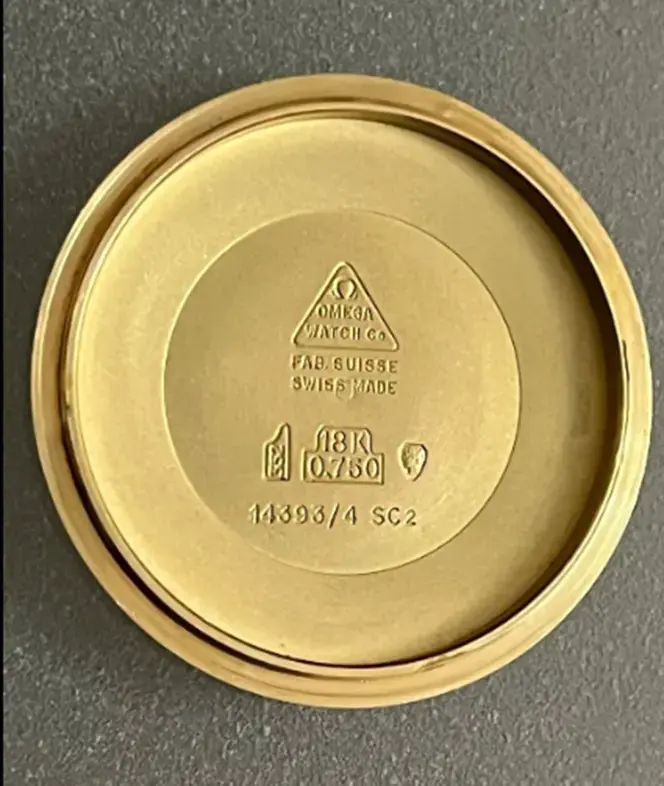 Ω
OMEGA
WATCH Co
FAB. SUISSE
SWISS MADE
18K
0.750
14393/4 SC2